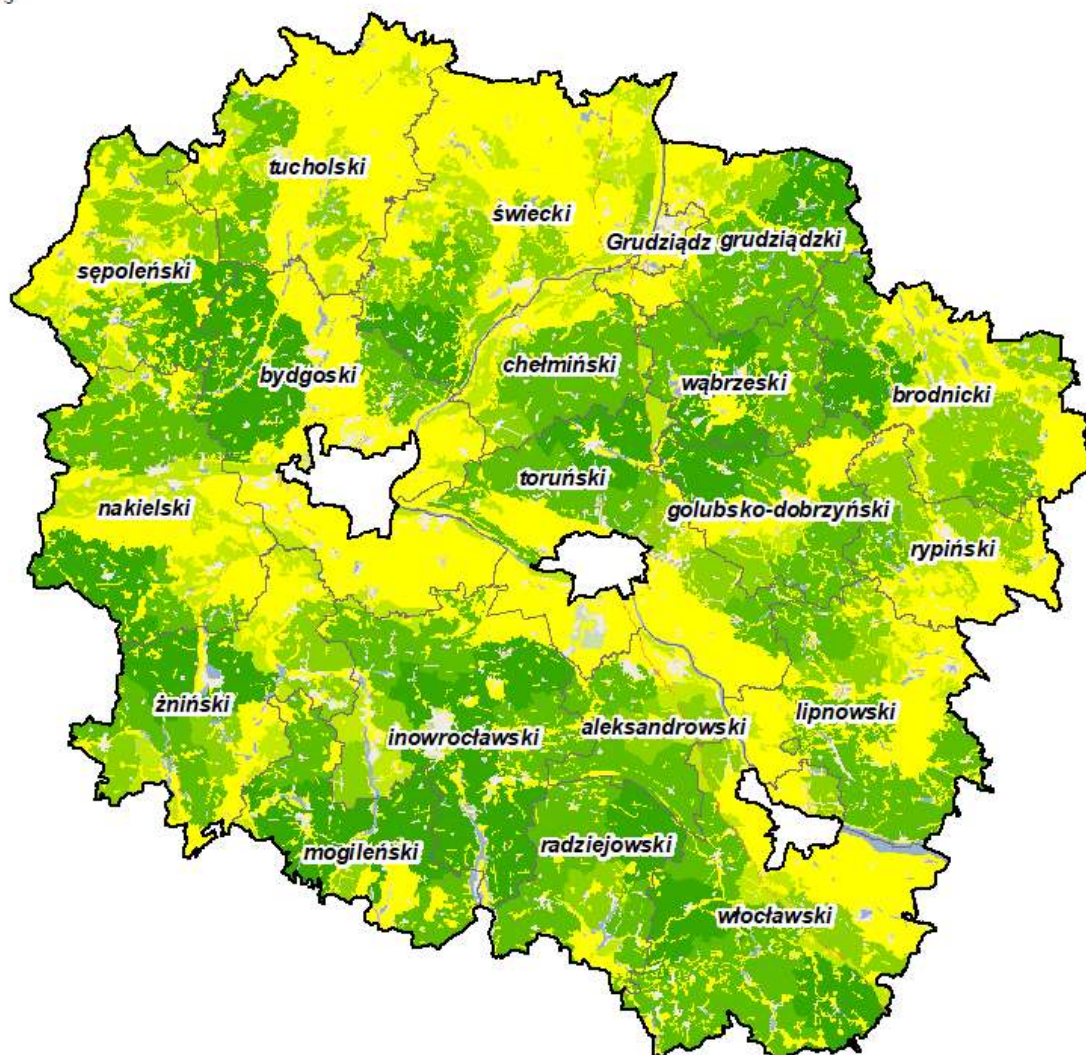 tucholski
świecki
Grudziądz grudziądzki
sępoleński
chełmiński
bydgoski
wąbrzeski
brodnicki
toruński
nakielski
golubsko-dobrzyński
rypiński
żniński
lipnowski
inowrocławski
aleksandrowski
radziejowski
mogileński
włocławski